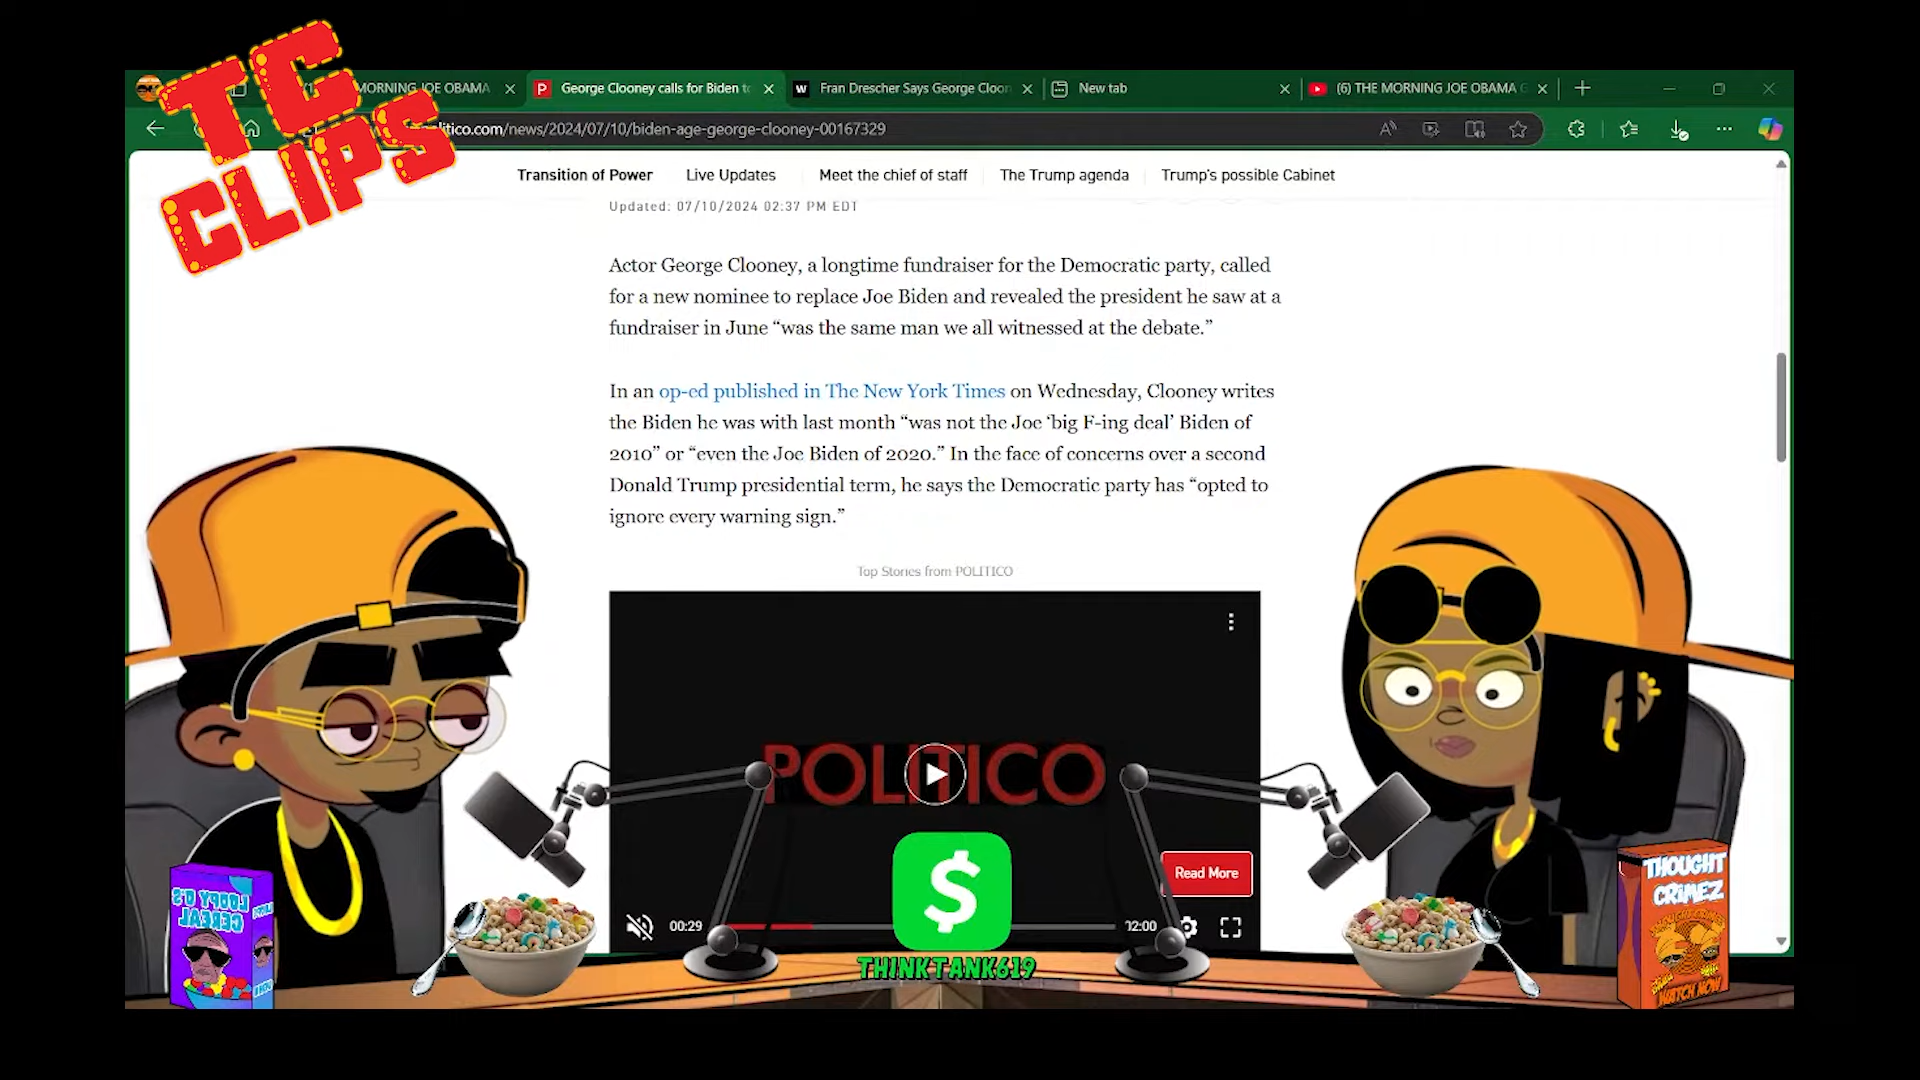 TC
CLIPS
MORNING JOE OBAMA
George Clooney calls for Biden to
Fran Drescher Says George Cloon
New tab
(6) THE MORNING JOE OBAMA G
itico.com/news/2024/07/10/biden-age-george-clooney-00167329
Transition of Power
Live Updates
Meet the chief of staff
The Trump agenda
Trump's possible Cabinet
Updated: 07/10/2024 02:37 PM EDT
Actor George Clooney, a longtime fundraiser for the Democratic party, called
for a new nominee to replace Joe Biden and revealed the president he saw at a
fundraiser in June “was the same man we all witnessed at the debate.”
In an op-ed published in The New York Times on Wednesday, Clooney writes
the Biden he was with last month “was not the Joe ‘big F-ing deal’ Biden of
2010” or “even the Joe Biden of 2020.” In the face of concerns over a second
Donald Trump presidential term, he says the Democratic party has “opted to
ignore every warning sign.”
Top Stories from POLITICO
POLITICO
Read More
00:29
02:00
$
THINKTANK619
LOOPY O'S
CEREAL
THOUGHT
CRIMEZ
WATCH NOW